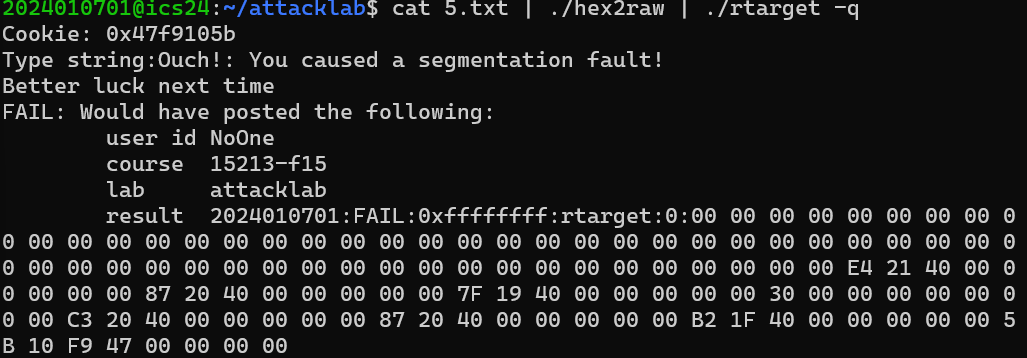 2024010701@ics24:~/attacklab$ cat 5.txt | ./hex2raw | ./rtarget -q
Cookie: 0x47f9105b
Type string:Ouch!: You caused a segmentation fault!
Better luck next time
FAIL: Would have posted the following:
        user id NoOne
        course  15213-f15
        lab     attacklab
        result  2024010701:FAIL:0xffffffff:rtarget:0:00 00 00 00 00 00 00 00 0
0 00 00 00 00 00 00 00 00 00 00 00 00 00 00 00 00 00 00 00 00 00 00 00 00 00 0
0 00 00 00 00 00 00 00 00 00 00 00 00 00 00 00 00 00 00 00 00 00 E4 21 40 00 0
0 00 00 00 87 20 40 00 00 00 00 00 7F 19 40 00 00 00 00 00 30 00 00 00 00 00 0
0 00 C3 20 40 00 00 00 00 00 87 20 40 00 00 00 00 00 B2 1F 40 00 00 00 00 00 5
B 10 F9 47 00 00 00 00